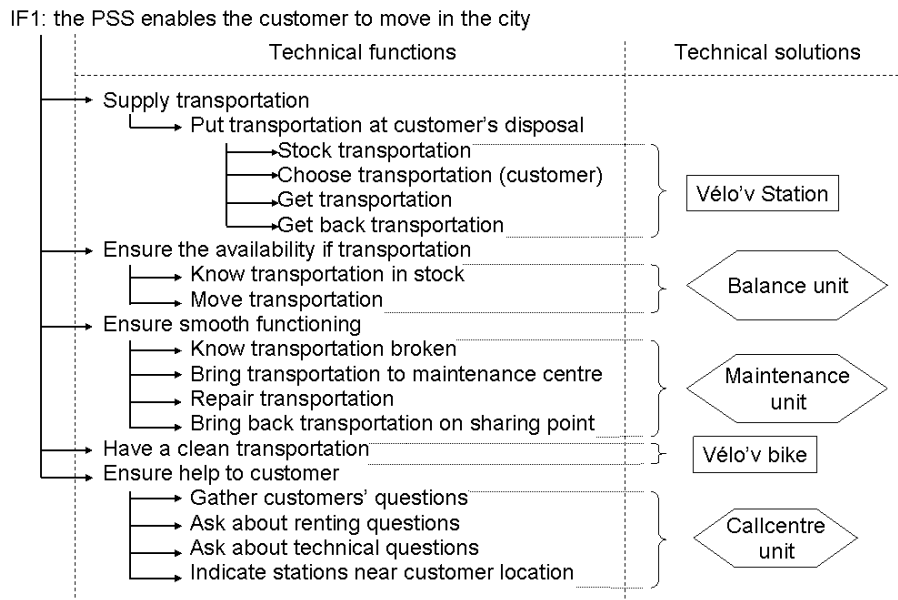 IF1: the PSS enables the customer to move in the city
Technical functions
Technical solutions
Supply transportation
Put transportation at customer's disposal
Stock transportation
Choose transportation (customer)
Get transportation
Get back transportation
Vélo'v Station
Ensure the availability if transportation
Know transportation in stock
Move transportation
Balance unit
Ensure smooth functioning
Know transportation broken
Bring transportation to maintenance centre
Repair transportation
Bring back transportation on sharing point
Maintenance
unit
Have a clean transportation
Vélo'v bike
Ensure help to customer
Gather customers' questions
Ask about renting questions
Ask about technical questions
Indicate stations near customer location
Callcentre
unit